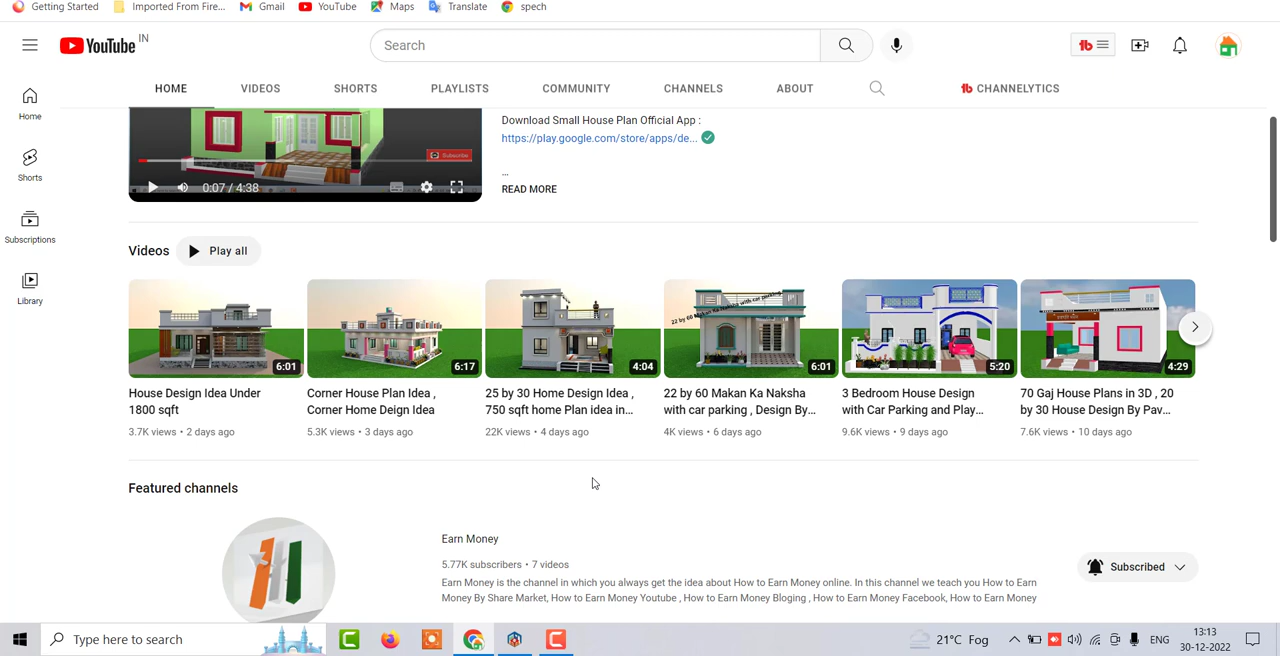 Getting Started
Imported From Fire...
Gmail
YouTube
Maps
Translate
spech
YouTube IN
Search
Home
Shorts
Subscriptions
Library
HOME
VIDEOS
SHORTS
PLAYLISTS
COMMUNITY
CHANNELS
ABOUT
CHANNELYTICS
Subscribe
0:07 / 4:38
Download Small House Plan Official App :
https://play.google.com/store/apps/de...
...
READ MORE
Videos
Play all
6:01
House Design Idea Under
1800 sqft
3.7K views • 2 days ago
6:17
Corner House Plan Idea ,
Corner Home Deign Idea
5.3K views • 3 days ago
4:04
25 by 30 Home Design Idea ,
750 sqft home Plan idea in...
22K views • 4 days ago
22 by 60 Makan Ka Naksha with car parking
6:01
22 by 60 Makan Ka Naksha
with car parking , Design By...
4K views • 6 days ago
5:20
3 Bedroom House Design
with Car Parking and Play...
9.6K views • 9 days ago
4:29
70 Gaj House Plans in 3D , 20
by 30 House Design By Pav...
7.6K views • 10 days ago
Featured channels
Earn Money
5.77K subscribers • 7 videos
Earn Money is the channel in which you always get the idea about How to Earn Money online. In this channel we teach you How to Earn
Money By Share Market, How to Earn Money Youtube , How to Earn Money Bloging , How to Earn Money Facebook, How to Earn Money
Subscribed
Type here to search
21°C Fog
ENG
13:13
30-12-2022